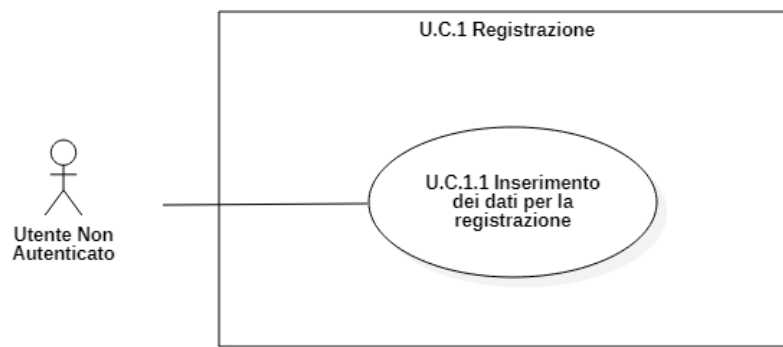 U.C.1 Registrazione
U.C.1.1 Inserimento
dei dati per la
registrazione
Utente Non
Autenticato